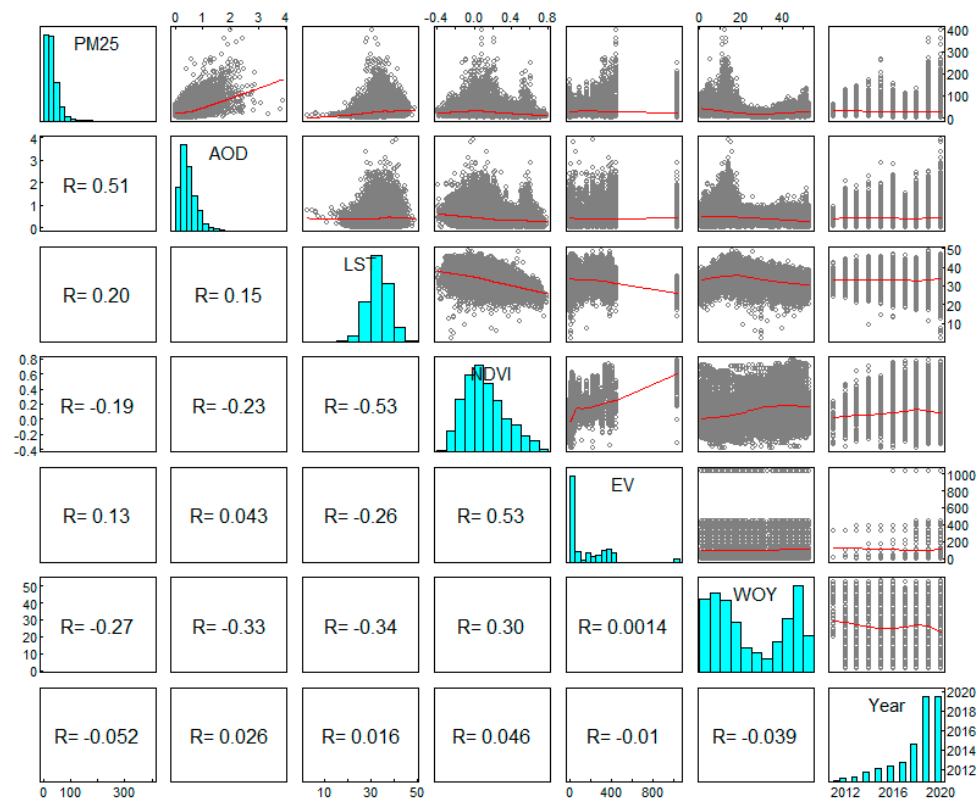 0 1 2 3 4
-0.4 0.0 0.4 0.8
0 20 40
PM25
400
300
200
100
0
4
3
2
1
0
R= 0.51
AOD
R= 0.20
R= 0.15
LST
50
40
30
20
10
0.8
0.6
0.4
0.2
0.0
-0.4
R= -0.19
R= -0.23
R= -0.53
NDVI
R= 0.13
R= 0.043
R= -0.26
R= 0.53
EV
1000
800
600
400
200
0
50
40
30
20
10
0
R= -0.27
R= -0.33
R= -0.34
R= 0.30
R= 0.0014
WOY
R= -0.052
R= 0.026
R= 0.016
R= 0.046
R= -0.01
R= -0.039
Year
2020
2018
2016
2014
2012
0 100 300
10 20 30 40 50
0 400 800
2012 2016 2020